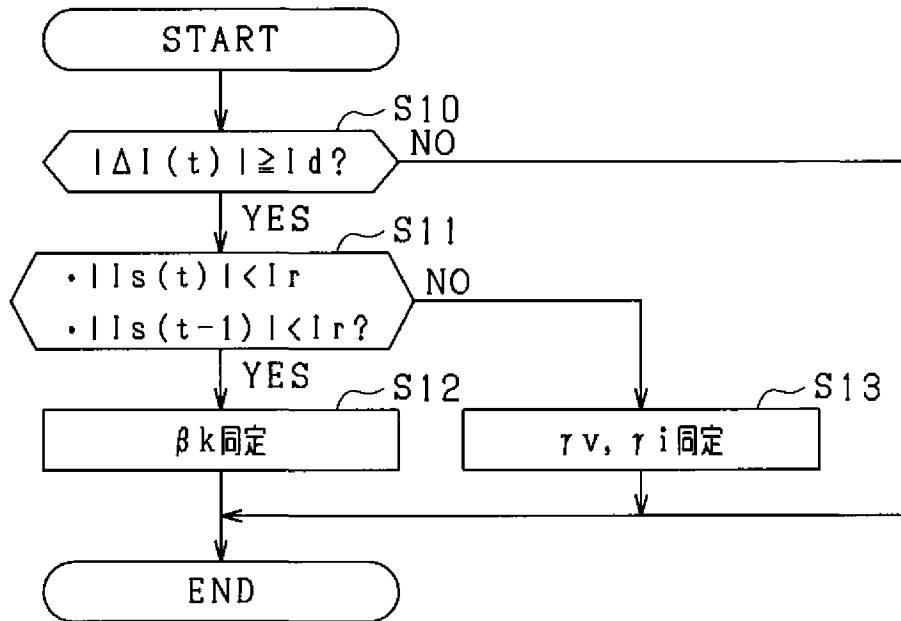 START
S10
|ΔI(t)|≧Id?
NO
YES
S11
・|Is(t)|<Ir
・|Is(t-1)|<Ir?
NO
YES
S12
βk同定
S13
γv, γi同定
END